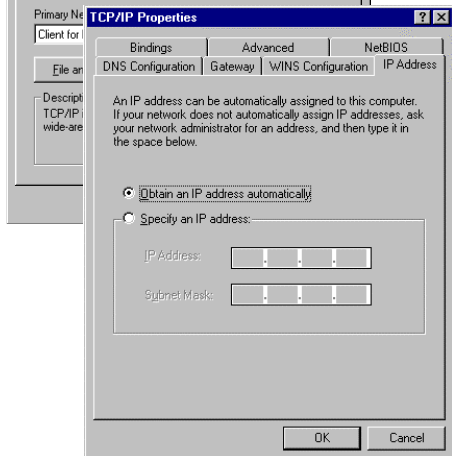 Primary Ne
Client for
File an
Descripti
TCP/IP i
wide-are
TCP/IP Properties
Bindings Advanced NetBIOS
DNS Configuration Gateway WINS Configuration IP Address
An IP address can be automatically assigned to this computer.
If your network does not automatically assign IP addresses, ask
your network administrator for an address, and then type it in
the space below.
Obtain an IP address automatically
Specify an IP address:
IP Address:
Subnet Mask:
OK Cancel